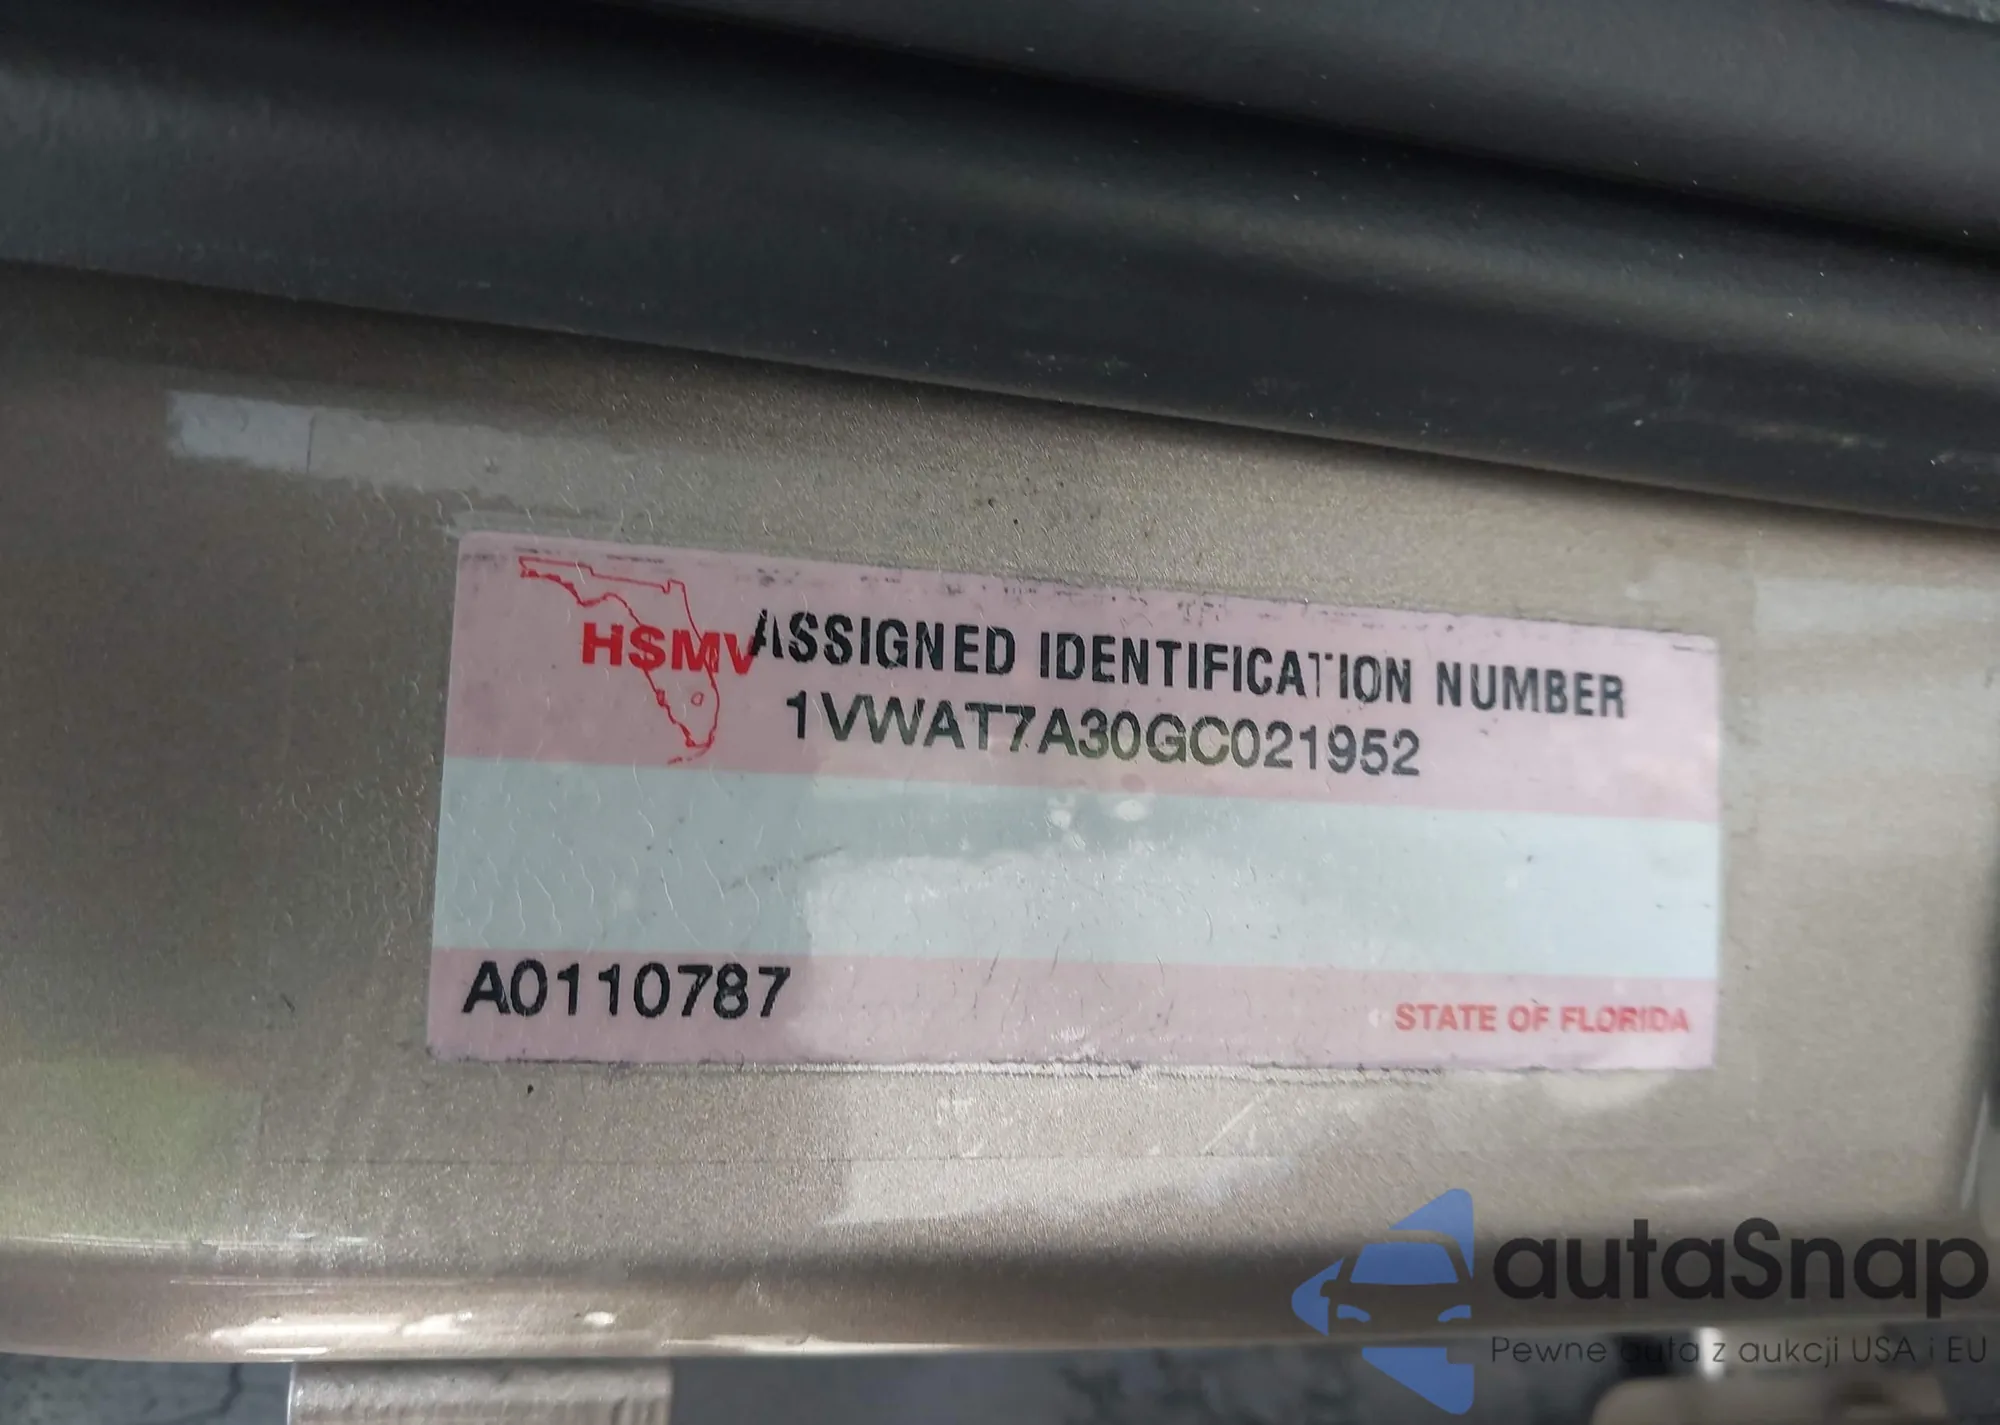 HSMV ASSIGNED IDENTIFICATION NUMBER
1VWAT7A30GC021952
A0110787
STATE OF FLORIDA
autaSnap
Pewne auta z aukcji USA i EU